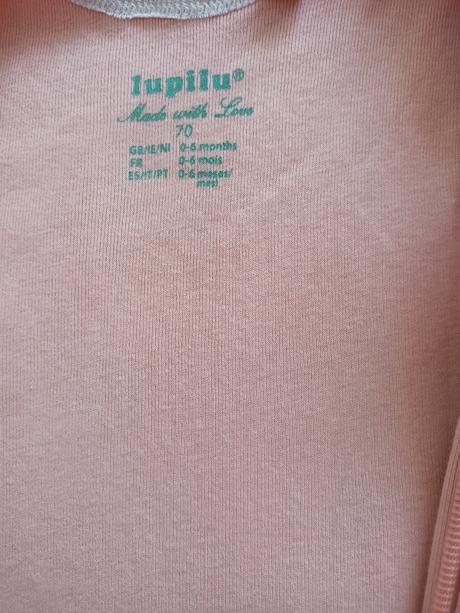 lupilu®
Made with Love
70
GB/IE/NI 0-6 months
FR 0-6 mois
ES/IT/PT 0-6 meses/
mesi